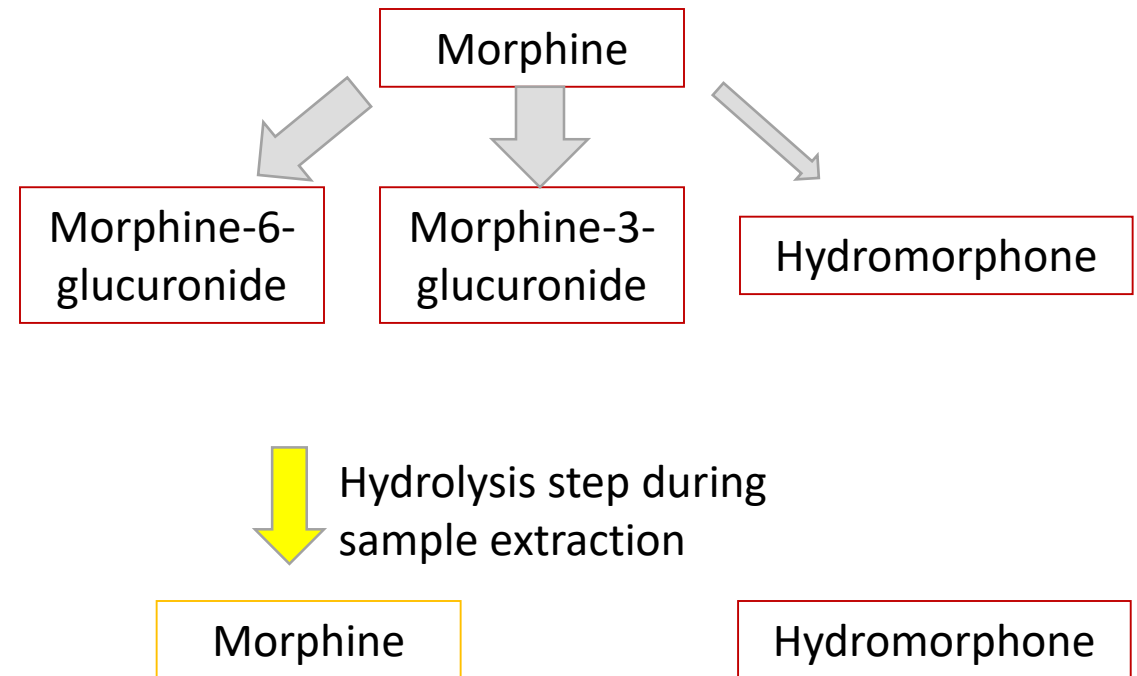 Morphine
Morphine-6-
glucuronide
Morphine-3-
glucuronide
Hydromorphone
Hydrolysis step during
sample extraction
Morphine
Hydromorphone